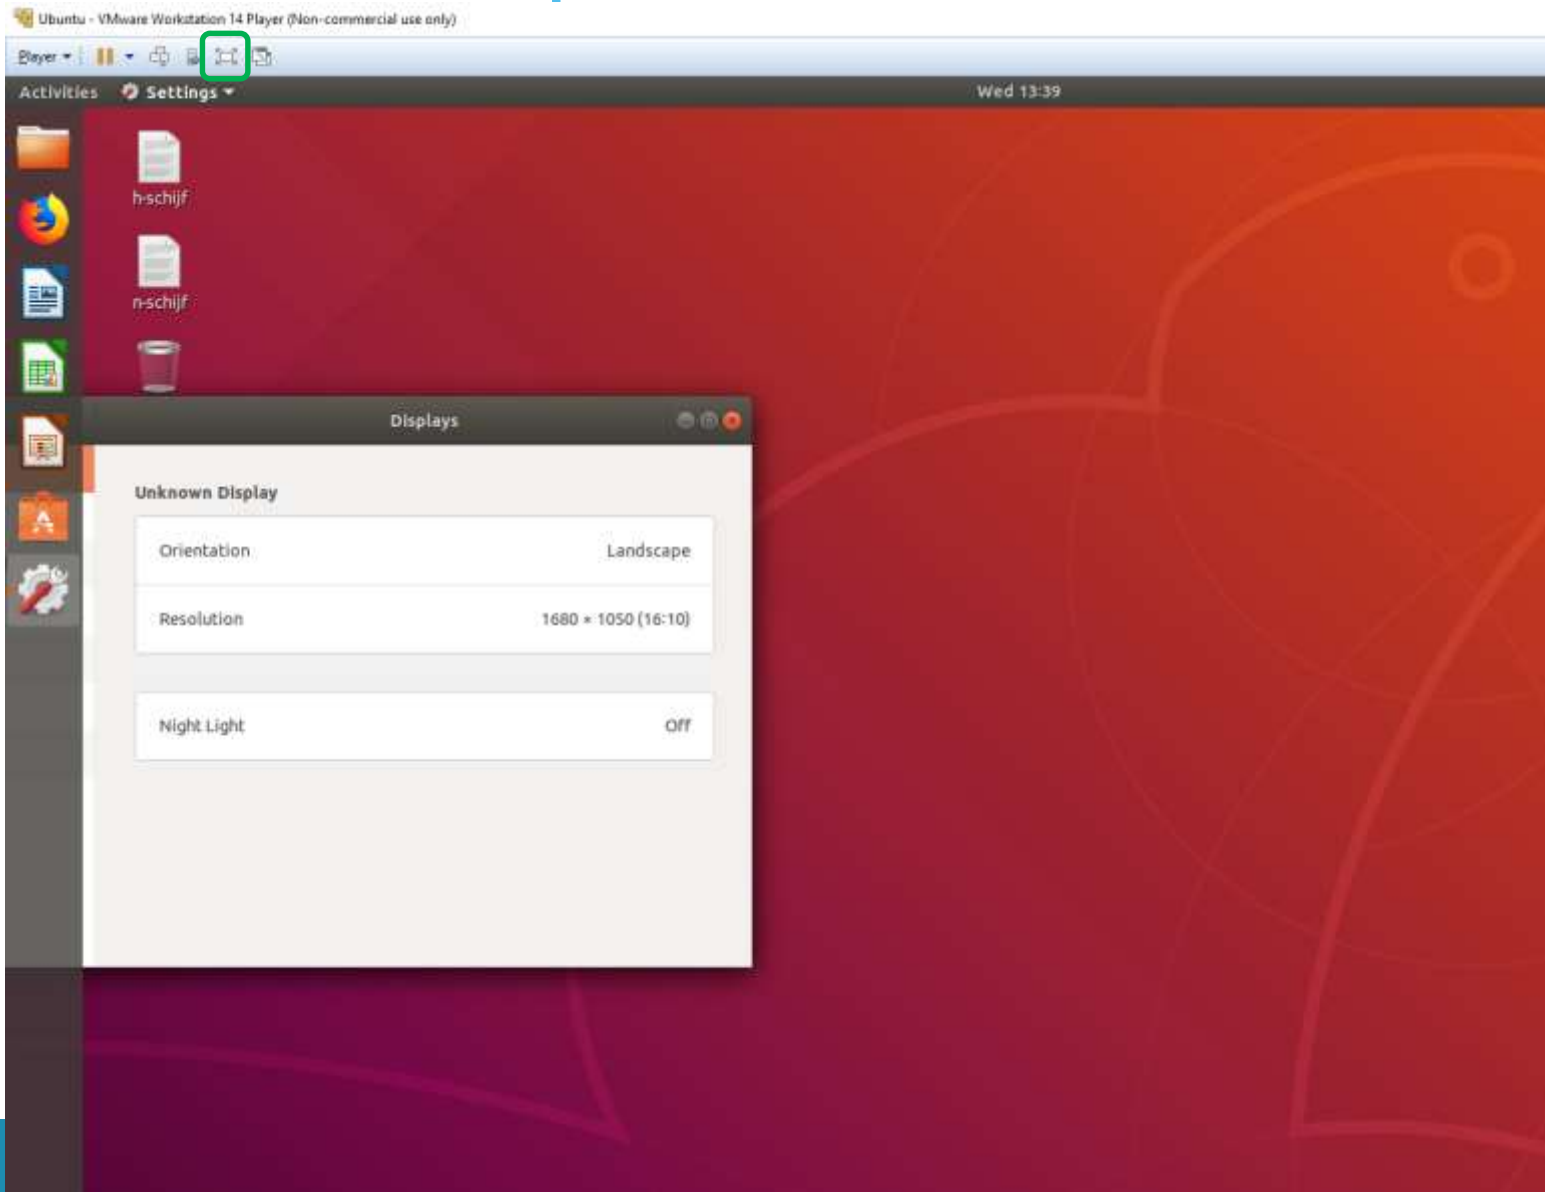 Ubuntu - VMware Workstation 14 Player (Non-commercial use only)
Player
Activities Settings Wed 13:39
h-schijf
n-schijf
Displays
Unknown Display
Orientation Landscape
Resolution 1680 × 1050 (16:10)
Night Light Off